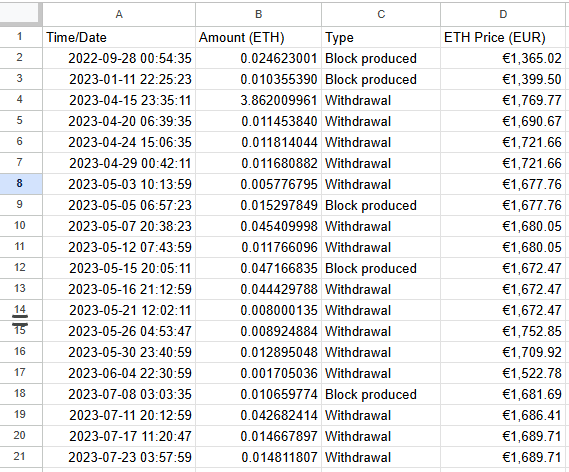 A B C D
1 Time/Date Amount (ETH) Type ETH Price (EUR)
2 2022-09-28 00:54:35 0.024623001 Block produced €1,365.02
3 2023-01-11 22:25:23 0.010355390 Block produced €1,399.50
4 2023-04-15 23:35:11 3.862009961 Withdrawal €1,769.77
5 2023-04-20 06:39:35 0.011453840 Withdrawal €1,690.67
6 2023-04-24 15:06:35 0.011814044 Withdrawal €1,721.66
7 2023-04-29 00:42:11 0.011680882 Withdrawal €1,721.66
8 2023-05-03 10:13:59 0.005776795 Withdrawal €1,677.76
9 2023-05-05 06:57:23 0.015297849 Block produced €1,677.76
10 2023-05-07 20:38:23 0.045409998 Withdrawal €1,680.05
11 2023-05-12 07:43:59 0.011766096 Withdrawal €1,680.05
12 2023-05-15 20:05:11 0.047166835 Block produced €1,672.47
13 2023-05-16 21:12:59 0.044429788 Withdrawal €1,672.47
14 2023-05-21 12:02:11 0.008000135 Withdrawal €1,672.47
15 2023-05-26 04:53:47 0.008924884 Withdrawal €1,752.85
16 2023-05-30 23:40:59 0.012895048 Withdrawal €1,709.92
17 2023-06-04 22:30:59 0.001705036 Withdrawal €1,522.78
18 2023-07-08 03:03:35 0.010659774 Block produced €1,681.69
19 2023-07-11 20:12:59 0.042682414 Withdrawal €1,686.41
20 2023-07-17 11:20:47 0.014667897 Withdrawal €1,689.71
21 2023-07-23 03:57:59 0.014811807 Withdrawal €1,689.71